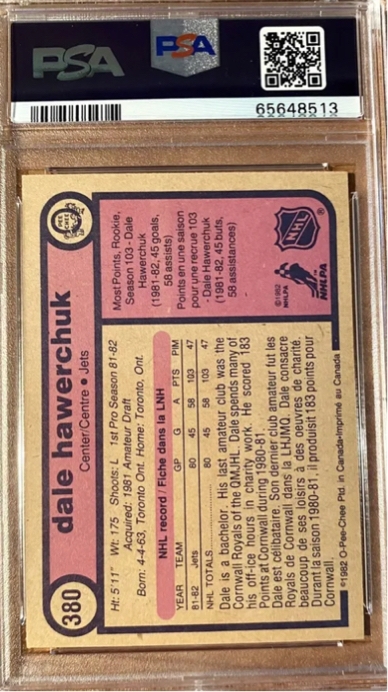 PSA
PSA
65648513
380
dale hawerchuk
Center/Centre • Jets
O PEE CHEE
Ht: 5'11" Wt: 175 Shoots: L 1st Pro Season 81-82
Acquired: 1981 Amateur Draft
Born: 4-4-63, Toronto Ont. Home: Toronto, Ont.
NHL record / Fiche dans la LNH
YEAR TEAM GP G A PTS PIM
81-82 Jets 80 45 58 103 47
NHL TOTALS 80 45 58 103 47
Most Points, Rookie,
Season 103 - Dale
Hawerchuk
(1981-82, 45 goals,
58 assists)
Points en une saison
par une recrue 103
- Dale Hawerchuk
(1981-82, 45 buts,
58 assistances)
Dale is a bachelor. His last amateur club was the
Cornwall Royals of the QMJHL. Dale spends many of
his off-ice hours in charity work. He scored 183
Points at Cornwall during 1980-81.
Dale est célibataire. Son dernier club amateur fut les
Royals de Cornwall dans la LHJMQ. Dale consacre
beaucoup de ses loisirs à des oeuvres de charité.
Durant la saison 1980-81, il produisit 183 points pour
Cornwall.
©1982
NHLPA
NHLPA
NHL
®
©1982 O-Pee-Chee Ptd. in Canada-Imprimé au Canada